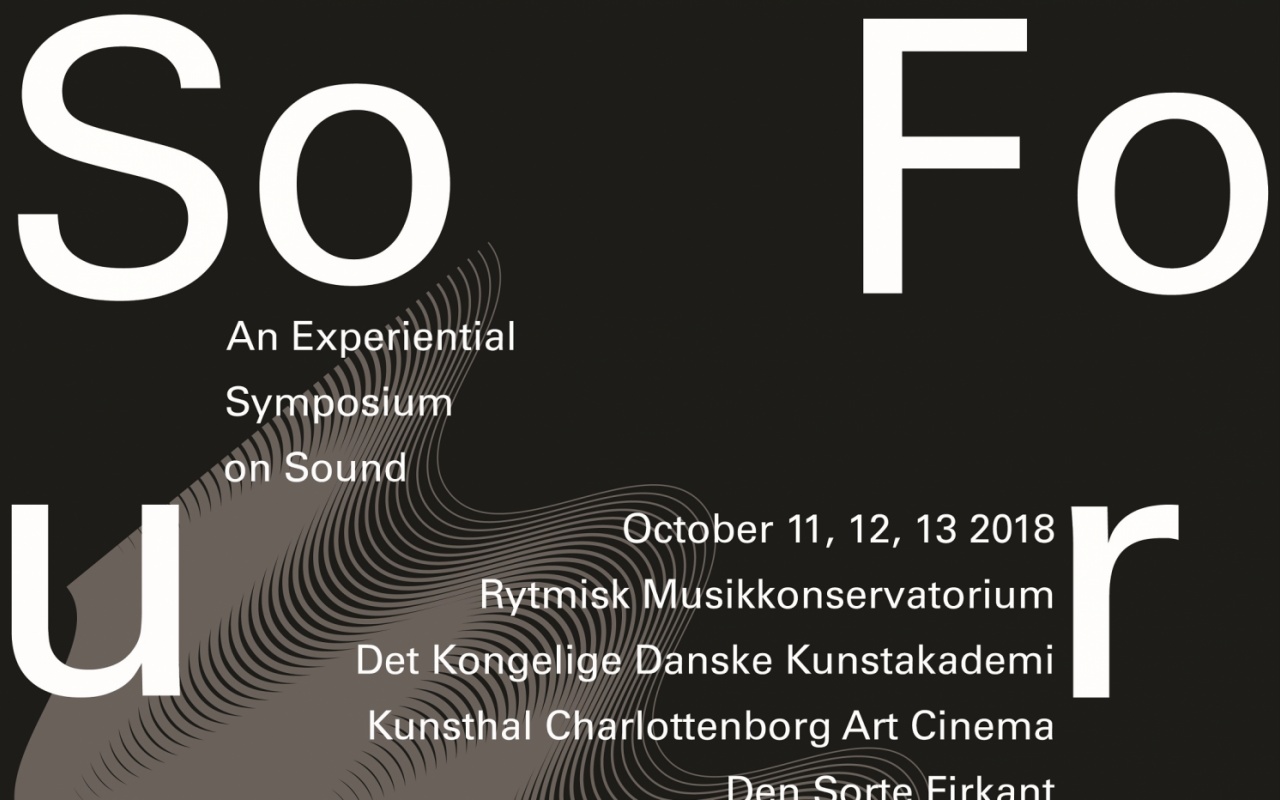 So Fo
An Experiential
Symposium
on Sound
u r
October 11, 12, 13 2018
Rytmisk Musikkonservatorium
Det Kongelige Danske Kunstakademi
Kunsthal Charlottenborg Art Cinema
Den Sorte Firkant